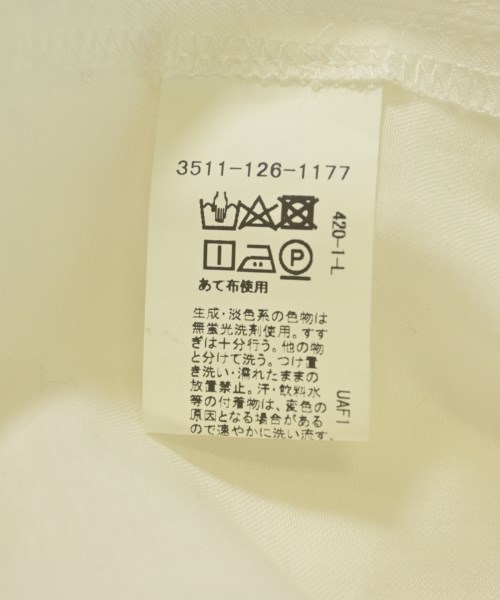 3511-126-1177
P
あて布使用
生成・淡色系の色物は
無蛍光洗剤使用。すす
ぎは十分行う。他の物
と分けて洗う。つけ置
き洗い・濡れたままの
放置禁止。汗・飲料水
等の付着物は、変色の
原因となる場合がある
ので速やかに洗い流す。
420-1-L
UAF1